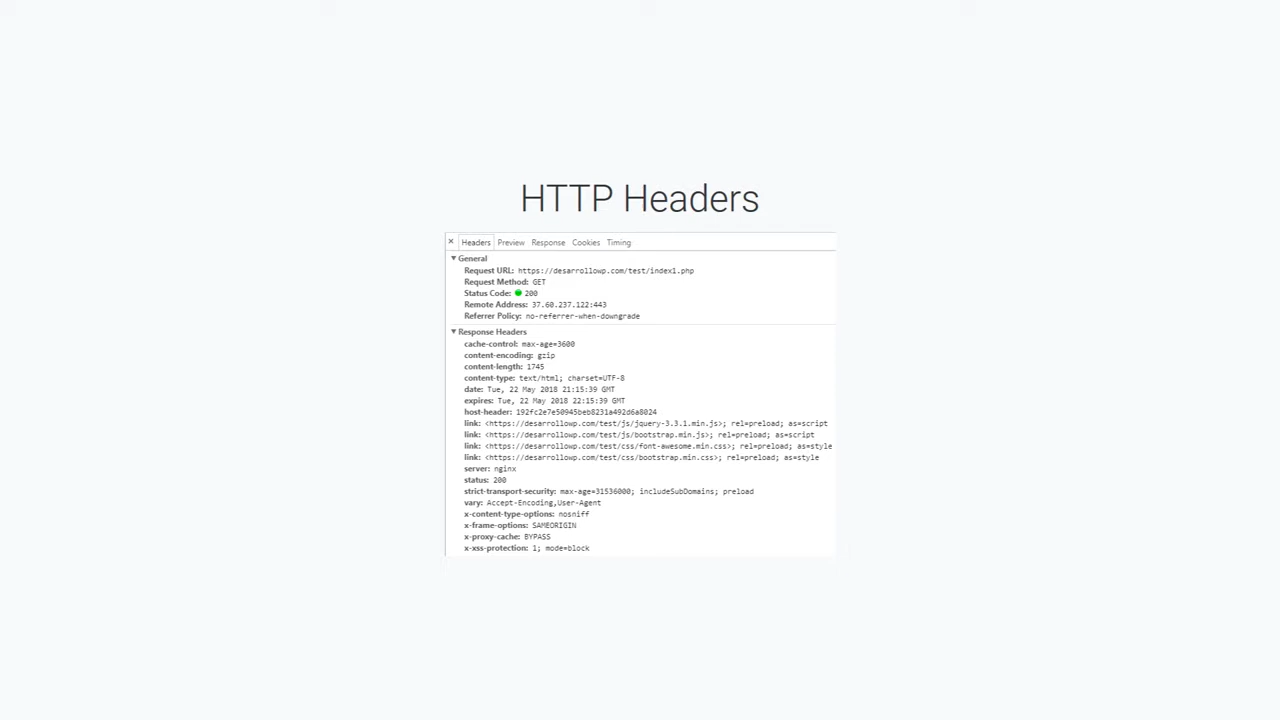 HTTP Headers
× Headers Preview Response Cookies Timing
▼ General
Request URL: https://desarrollowp.com/test/index1.php
Request Method: GET
Status Code: 200
Remote Address: 37.60.237.122:443
Referrer Policy: no-referrer-when-downgrade
▼ Response Headers
cache-control: max-age=3600
content-encoding: gzip
content-length: 1745
content-type: text/html; charset=UTF-8
date: Tue, 22 May 2018 21:15:39 GMT
expires: Tue, 22 May 2018 22:15:39 GMT
host-header: 192fc2e7e50945beb8231a492d6a8024
link: <https://desarrollowp.com/test/js/jquery-3.3.1.min.js>; rel=preload; as=script
link: <https://desarrollowp.com/test/js/bootstrap.min.js>; rel=preload; as=script
link: <https://desarrollowp.com/test/css/font-awesome.min.css>; rel=preload; as=style
link: <https://desarrollowp.com/test/css/bootstrap.min.css>; rel=preload; as=style
server: nginx
status: 200
strict-transport-security: max-age=31536000; includeSubDomains; preload
vary: Accept-Encoding,User-Agent
x-content-type-options: nosniff
x-frame-options: SAMEORIGIN
x-proxy-cache: BYPASS
x-xss-protection: 1; mode=block